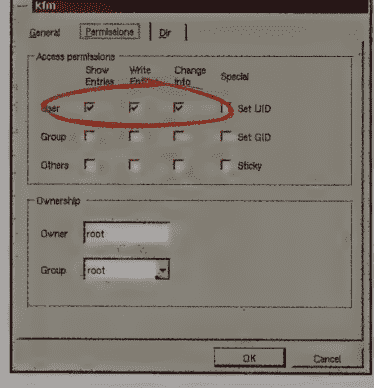 kfm
General Permissions Dir
Access permissions
Show Entries Write Entries Change Info Special
User Set UID
Group Set GID
Others Sticky
Ownership
Owner root
Group root
OK Cancel